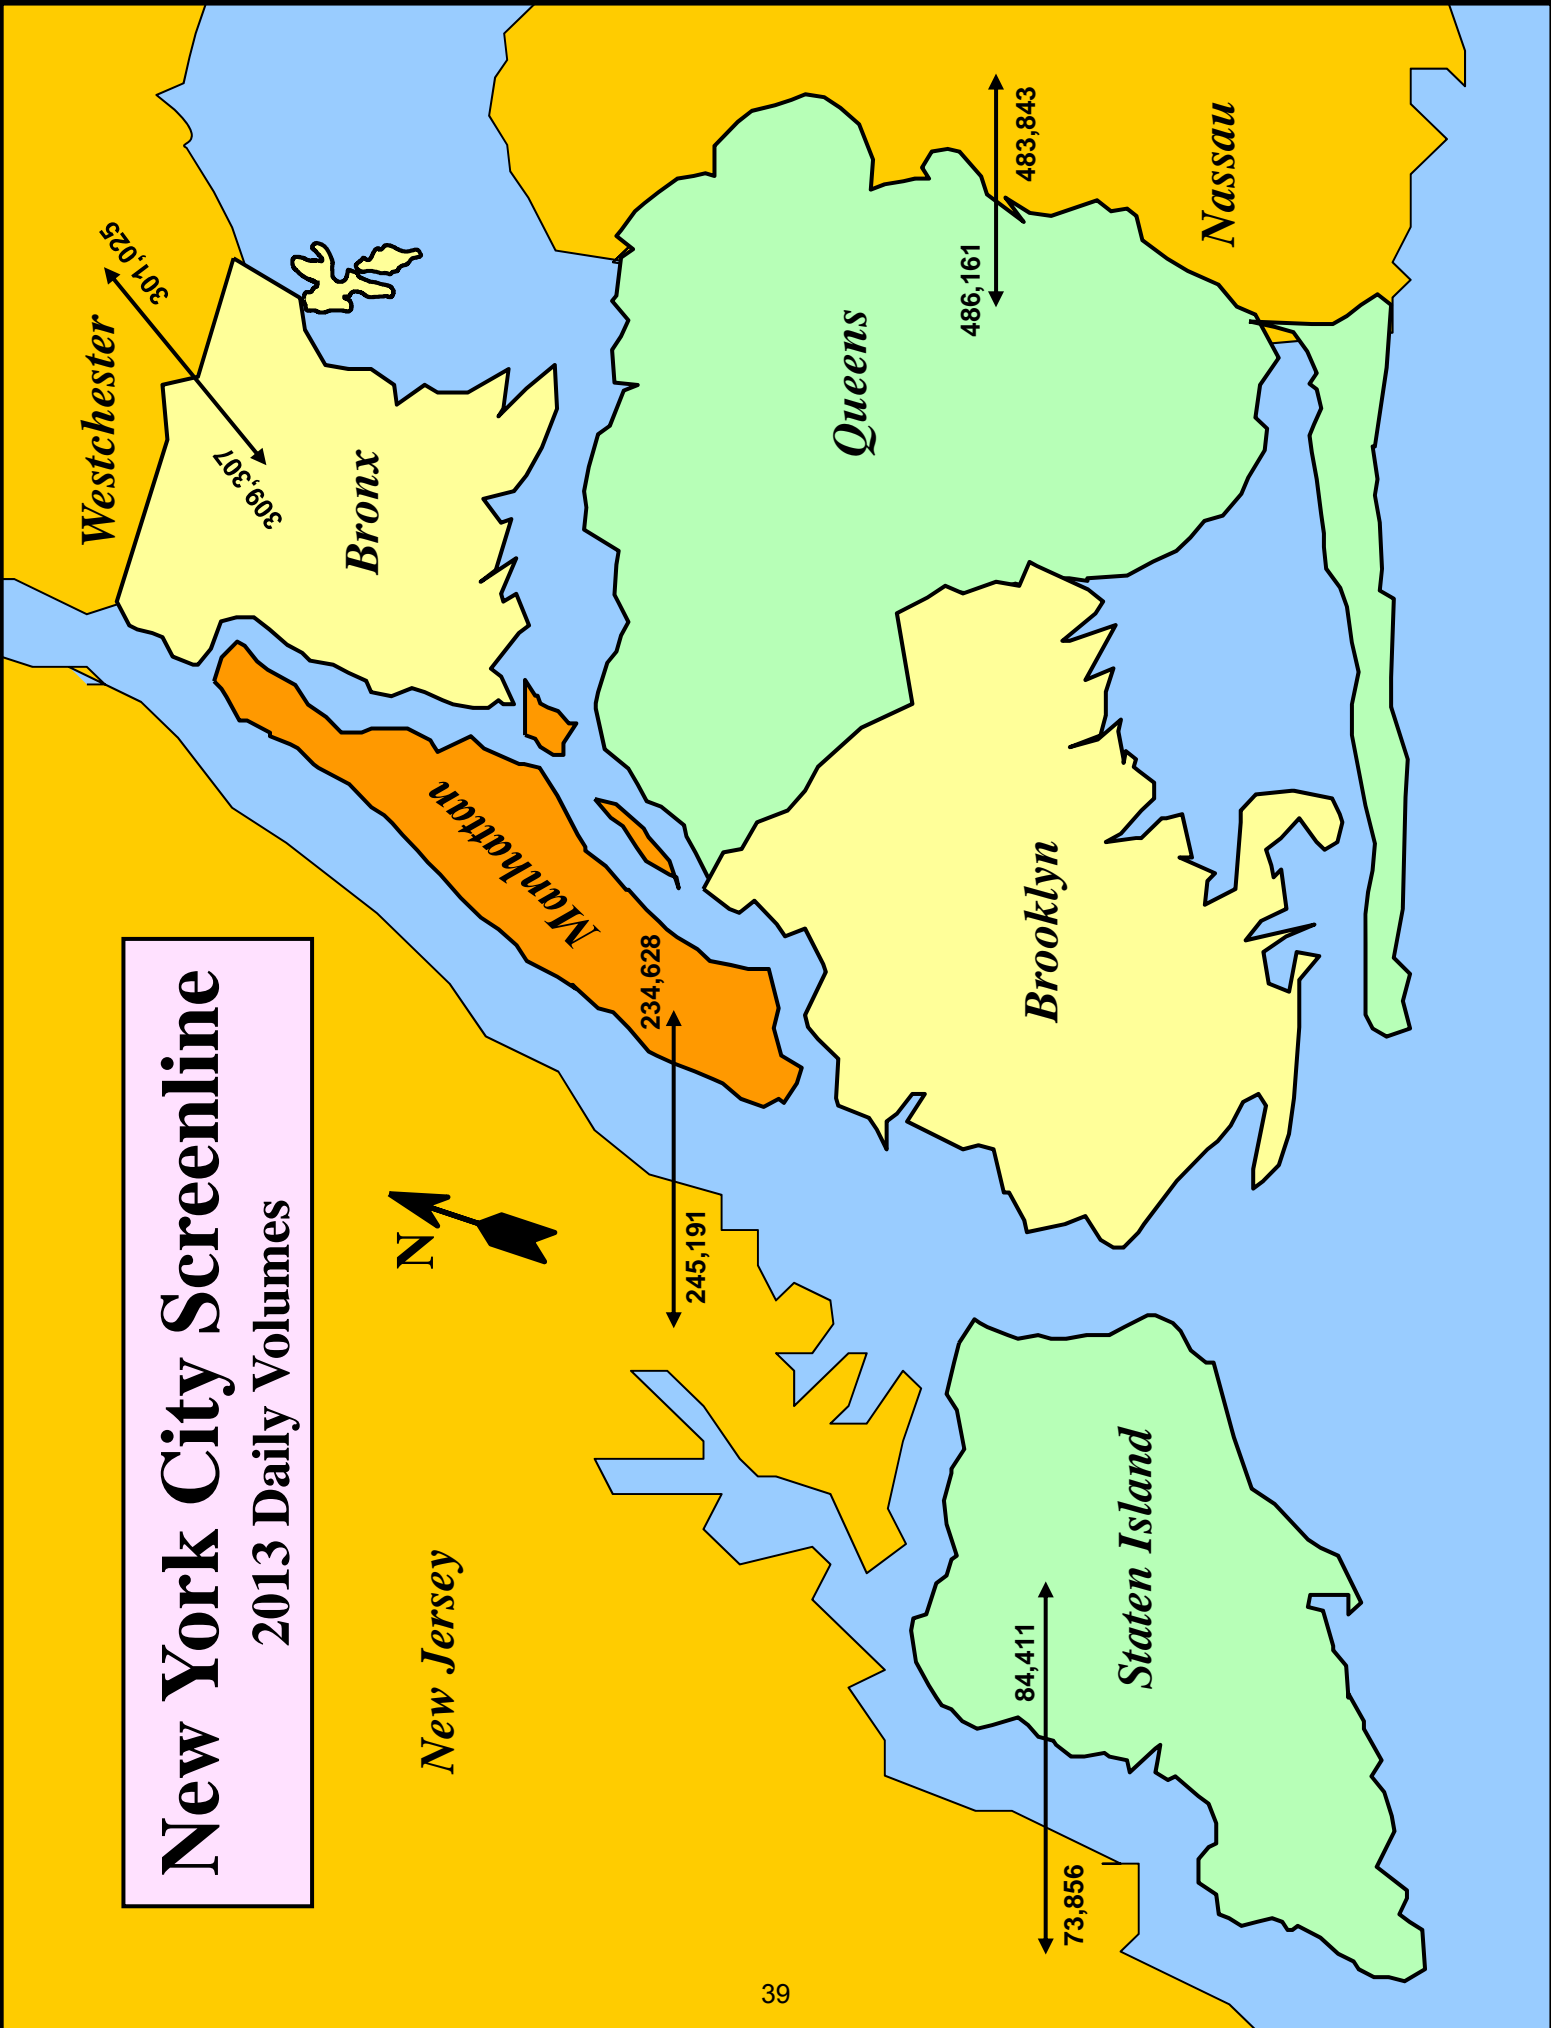 New York City Screenline
2013 Daily Volumes
Westchester
301,025
309,307
Bronx
N
Manhattan
New Jersey
234,628
245,191
Queens
486,161
483,843
Nassau
Brooklyn
84,411
73,856
Staten Island
39